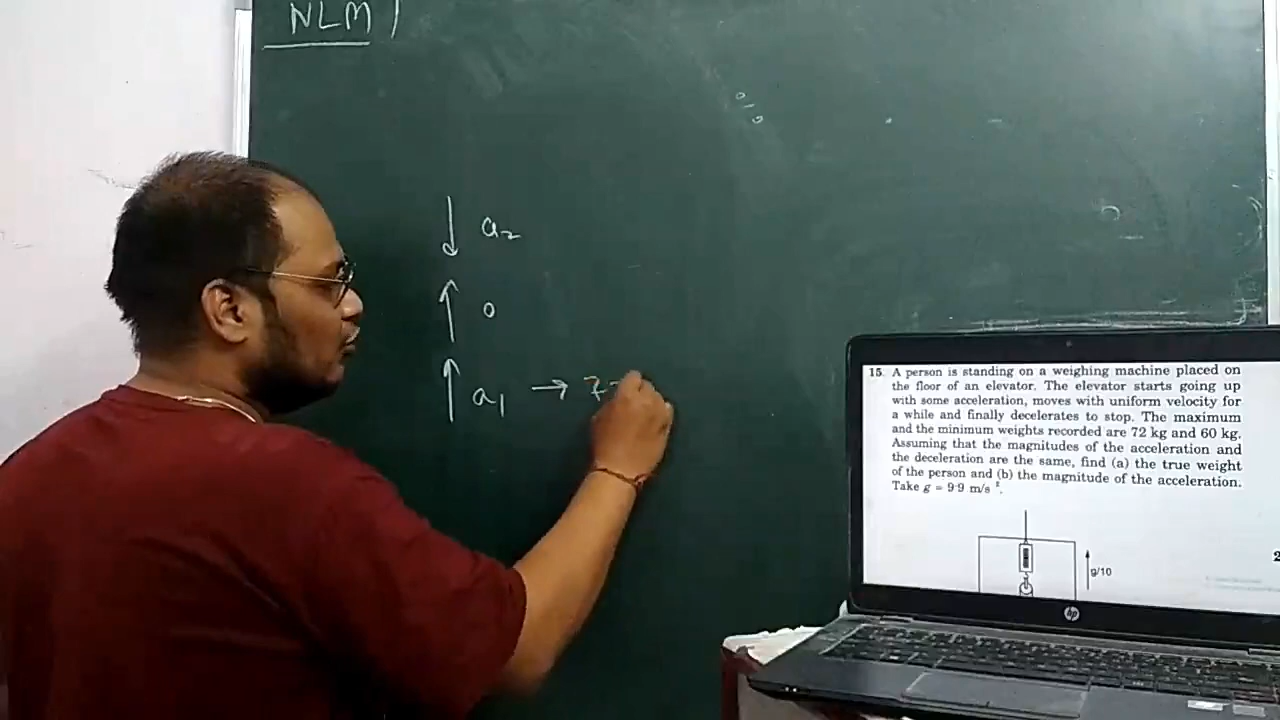 NLM
a₂
0
a₁ → 7
15. A person is standing on a weighing machine placed on
the floor of an elevator. The elevator starts going up
with some acceleration, moves with uniform velocity for
a while and finally decelerates to stop. The maximum
and the minimum weights recorded are 72 kg and 60 kg.
Assuming that the magnitudes of the acceleration and
the deceleration are the same, find (a) the true weight
of the person and (b) the magnitude of the acceleration.
Take g = 9·9 m/s ².
g/10
2
hp